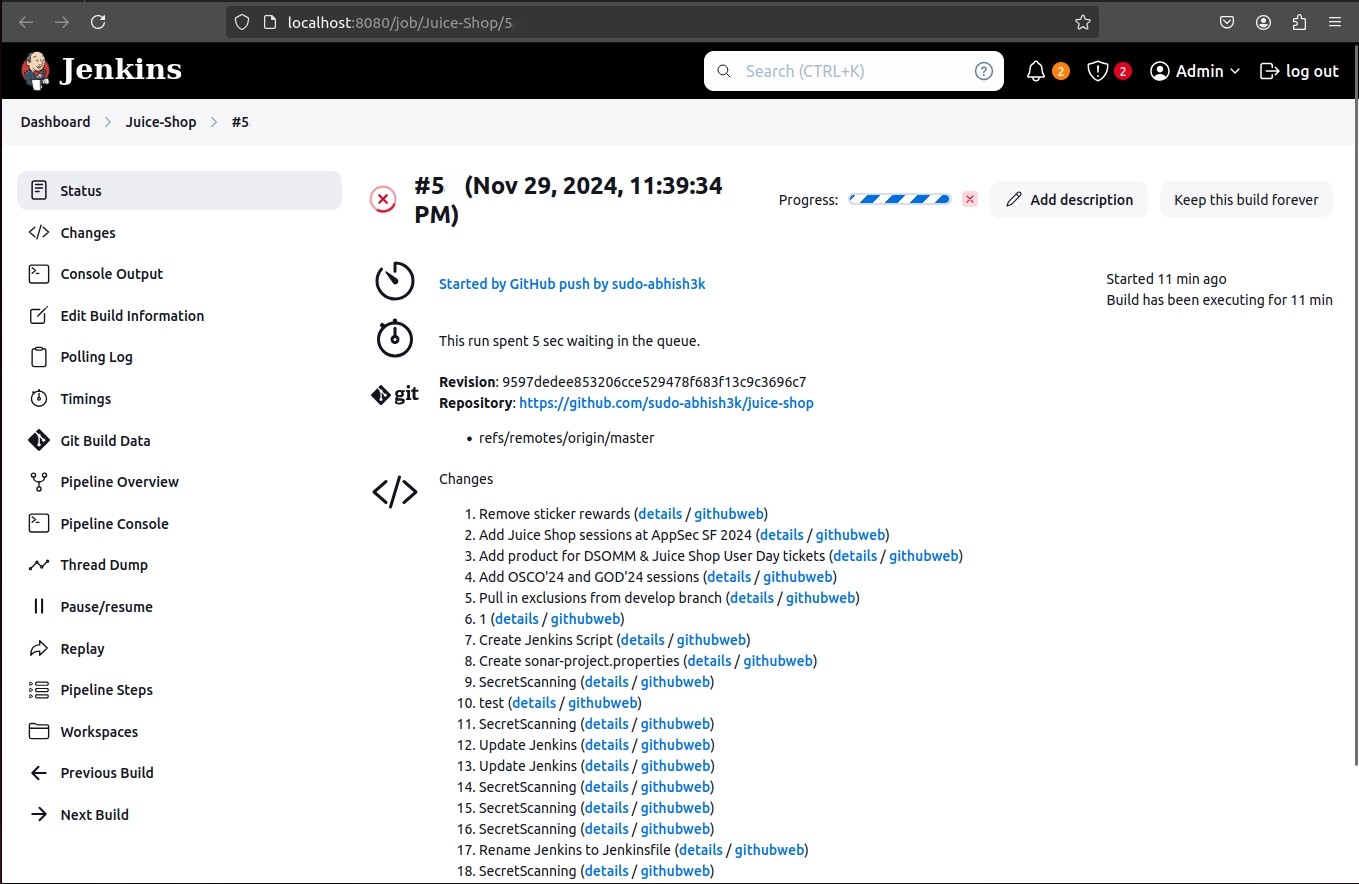 localhost:8080/job/Juice-Shop/5
Jenkins
Search (CTRL+K)
?
2
2
Admin
log out
Dashboard
Juice-Shop
#5
Status
Changes
Console Output
Edit Build Information
Polling Log
Timings
Git Build Data
Pipeline Overview
Pipeline Console
Thread Dump
Pause/resume
Replay
Pipeline Steps
Workspaces
Previous Build
Next Build
#5 (Nov 29, 2024, 11:39:34
PM)
Progress:
Add description
Keep this build forever
Started by GitHub push by sudo-abhish3k
Started 11 min ago
Build has been executing for 11 min
This run spent 5 sec waiting in the queue.
git
Revision: 9597dedee853206cce529478f683f13c9c3696c7
Repository: https://github.com/sudo-abhish3k/juice-shop
• refs/remotes/origin/master
Changes
1. Remove sticker rewards (details / githubweb)
2. Add Juice Shop sessions at AppSec SF 2024 (details / githubweb)
3. Add product for DSOMM & Juice Shop User Day tickets (details / githubweb)
4. Add OSCO'24 and GOD'24 sessions (details / githubweb)
5. Pull in exclusions from develop branch (details / githubweb)
6. 1 (details / githubweb)
7. Create Jenkins Script (details / githubweb)
8. Create sonar-project.properties (details / githubweb)
9. SecretScanning (details / githubweb)
10. test (details / githubweb)
11. SecretScanning (details / githubweb)
12. Update Jenkins (details / githubweb)
13. Update Jenkins (details / githubweb)
14. SecretScanning (details / githubweb)
15. SecretScanning (details / githubweb)
16. SecretScanning (details / githubweb)
17. Rename Jenkins to Jenkinsfile (details / githubweb)
18. SecretScanning (details / githubweb)